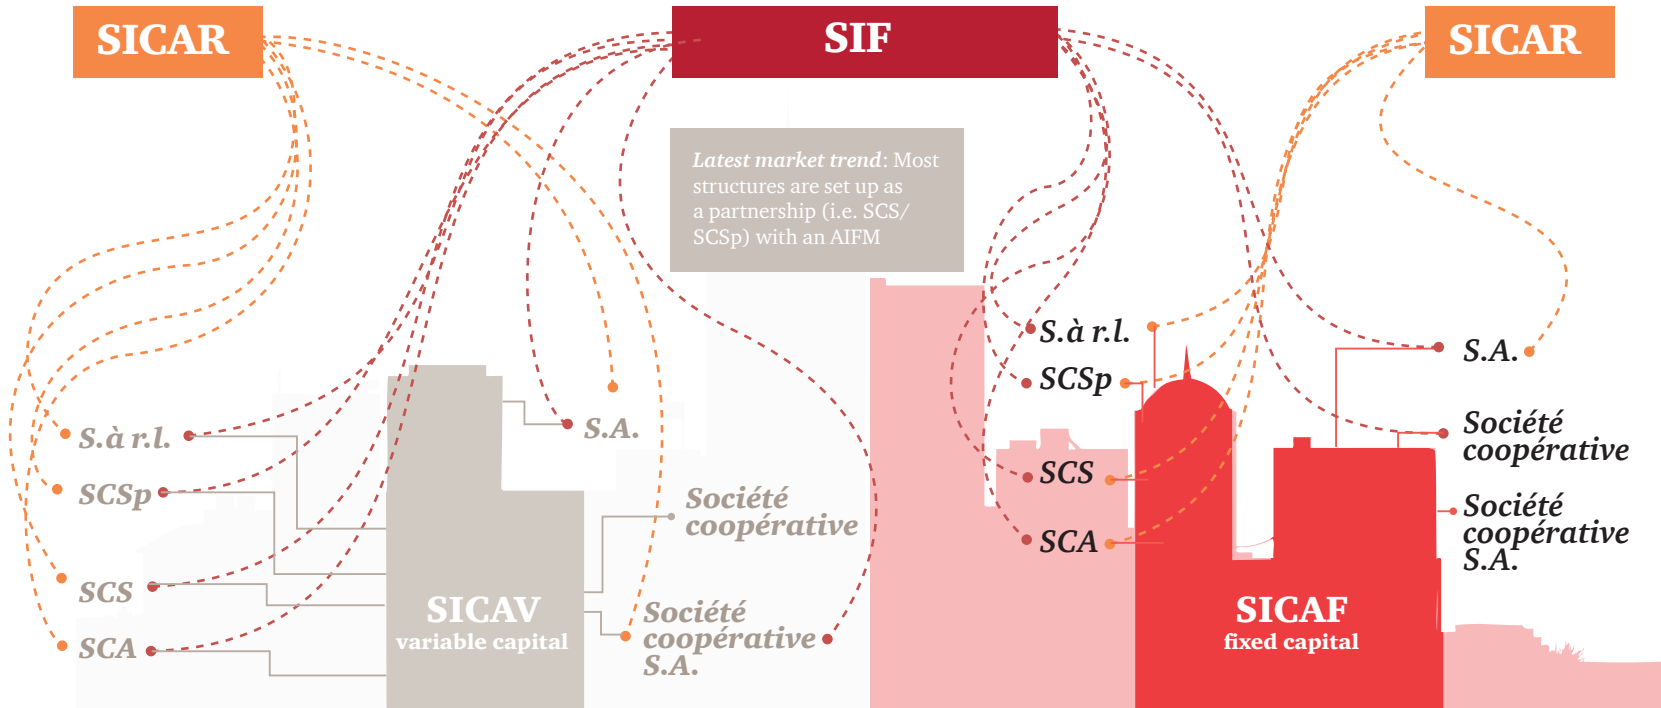 SICAR
SIF
SICAR
Latest market trend: Most
structures are set up as
a partnership (i.e. SCS/
SCSp) with an AIFM
S.à r.l.
SCSp
SCS
SCA
S.A.
Société
coopérative
Société
coopérative
S.A.
SICAV
variable capital
S.à r.l.
SCSp
SCS
SCA
S.A.
Société
coopérative
Société
coopérative
S.A.
SICAF
fixed capital